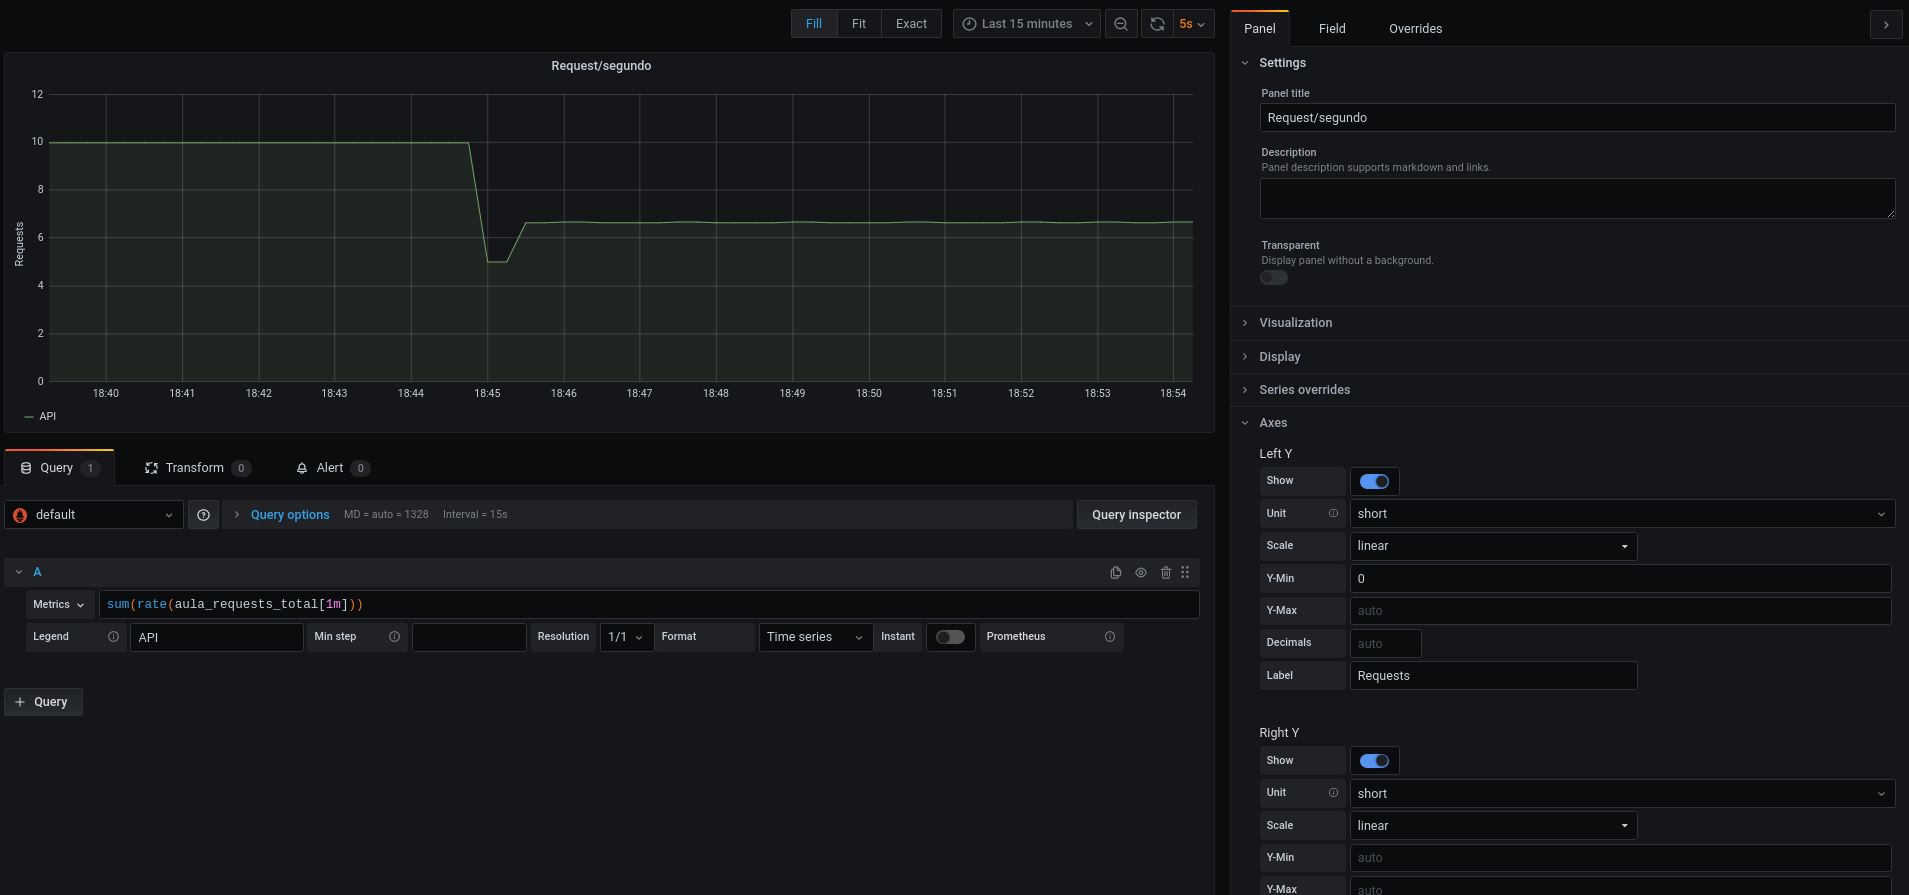 Fill Fit Exact Last 15 minutes 5s
Request/segundo
12
10
8
6
4
2
0
Requests
18:40 18:41 18:42 18:43 18:44 18:45 18:46 18:47 18:48 18:49 18:50 18:51 18:52 18:53 18:54
API
Query 1 Transform 0 Alert 0
default Query options MD = auto = 1328 Interval = 15s Query inspector
A
Metrics sum(rate(aula_requests_total[1m]))
Legend API Min step Resolution 1/1 Format Time series Instant Prometheus
+ Query
Panel Field Overrides
Settings
Panel title
Request/segundo
Description
Panel description supports markdown and links.
Transparent
Display panel without a background.
Visualization
Display
Series overrides
Axes
Left Y
Show
Unit short
Scale linear
Y-Min 0
Y-Max auto
Decimals auto
Label Requests
Right Y
Show
Unit short
Scale linear
Y-Min auto
Y-Max auto